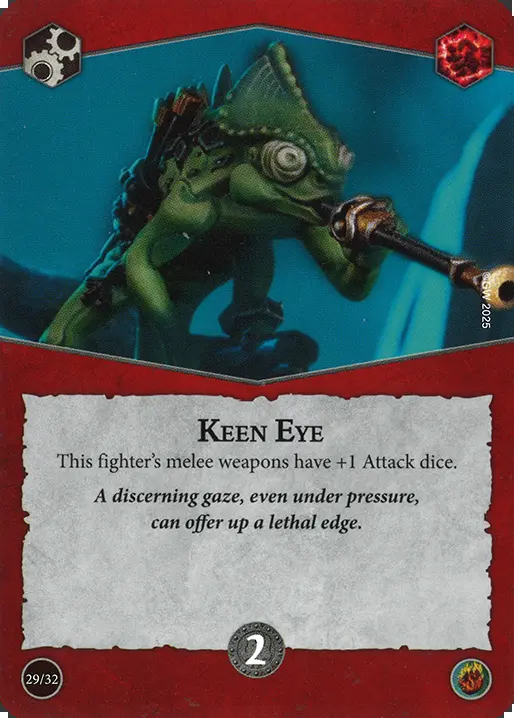 ©GW 2025
Keen Eye
This fighter's melee weapons have +1 Attack dice.
A discerning gaze, even under pressure,
can offer up a lethal edge.
2
29/32